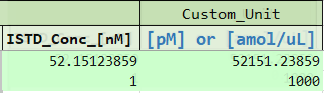 Custom_Unit
ISTD_Conc_[nM] [pM] or [amol/uL]
52.15123859 52151.23859
1 1000